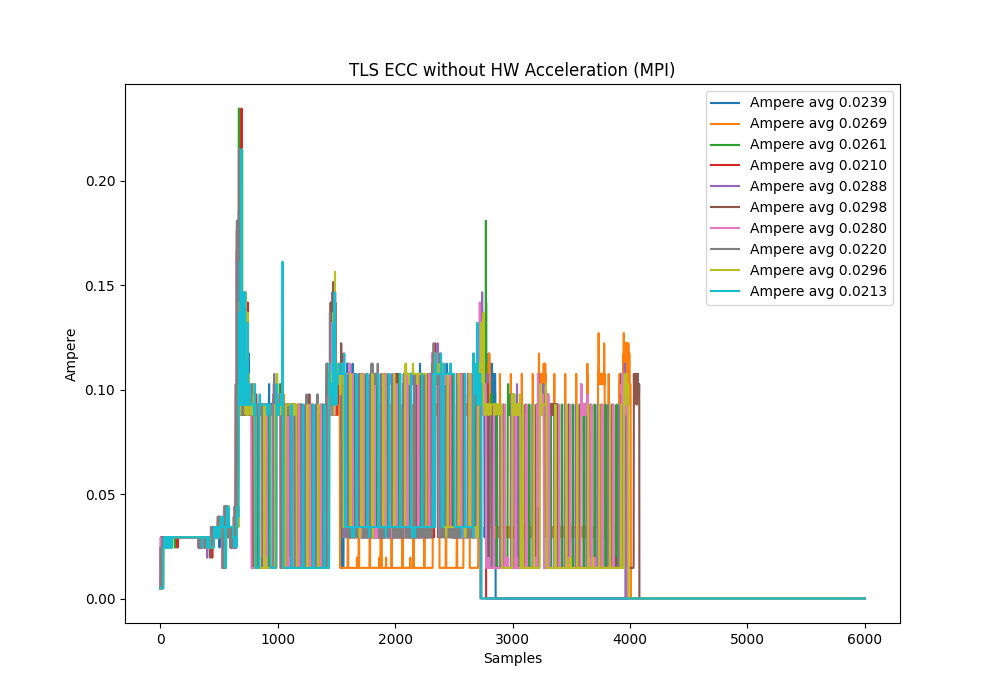 TLS ECC without HW Acceleration (MPI)
Ampere avg 0.0239
Ampere avg 0.0269
Ampere avg 0.0261
Ampere avg 0.0210
Ampere avg 0.0288
Ampere avg 0.0298
Ampere avg 0.0280
Ampere avg 0.0220
Ampere avg 0.0296
Ampere avg 0.0213
0.20
0.15
0.10
0.05
0.00
Ampere
0 1000 2000 3000 4000 5000 6000
Samples